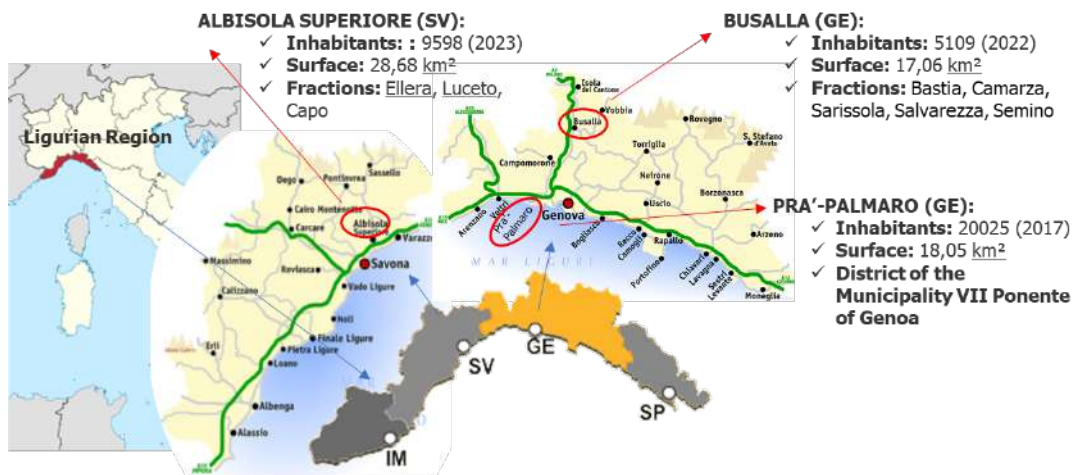 ALBISOLA SUPERIORE (SV):
✓ Inhabitants: : 9598 (2023)
✓ Surface: 28,68 km²
✓ Fractions: Ellera, Luceto,
Capo
BUSALLA (GE):
✓ Inhabitants: 5109 (2022)
✓ Surface: 17,06 km²
✓ Fractions: Bastia, Camarza,
Sarissola, Salvarezza, Semino
PRA’-PALMARO (GE):
✓ Inhabitants: 20025 (2017)
✓ Surface: 18,05 km²
✓ District of the
Municipality VII Ponente
of Genoa
Ligurian Region
Sassello
Pontinvrea
Dego
Cairo Montenotte
Albisola
Superiore
Carcare
Varazze
Massimino
Savona
Vado Ligure
Calizzano
Noli
Finale Ligure
Erli
Pietra Ligure
Loano
Albenga
Alassio
Isola
del Cantone
Vobbia
Busalla
Rovegno
S. Stefano
d'Aveto
Torriglia
Campomorone
Neirone
Borzonasca
Voltri
Genova
Uscio
Arenzano
Pra'-
Palmaro
Bogliasco
Recco
Camogli
Rapallo
Arzeno
Portofino
Chiavari
Lavagna
Sestri
Levante
Moneglia
MAR LIGURE
GE
SV
SP
IM